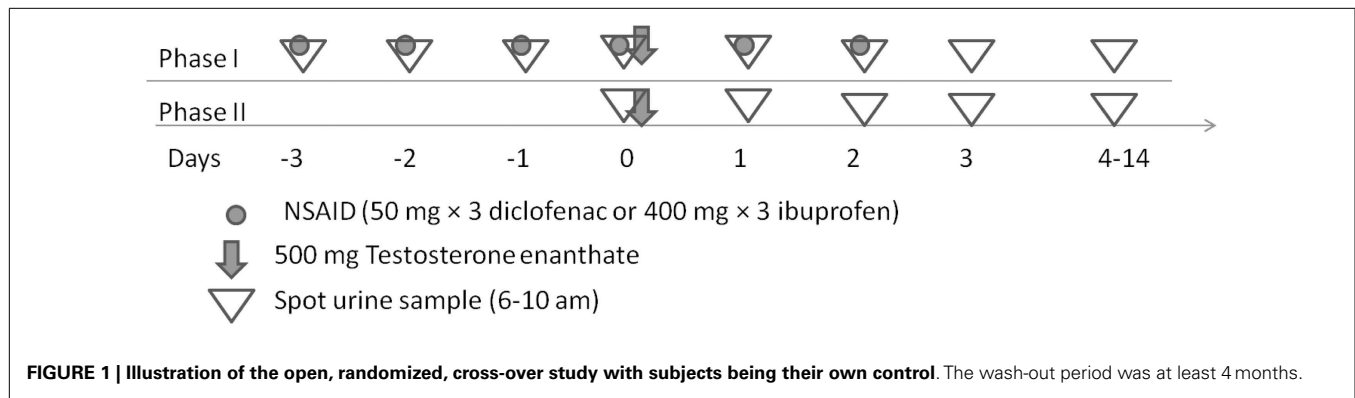 Phase I
Phase II
Days -3 -2 -1 0 1 2 3 4-14
NSAID (50 mg × 3 diclofenac or 400 mg × 3 ibuprofen)
500 mg Testosterone enanthate
Spot urine sample (6-10 am)
FIGURE 1 | Illustration of the open, randomized, cross-over study with subjects being their own control. The wash-out period was at least 4 months.